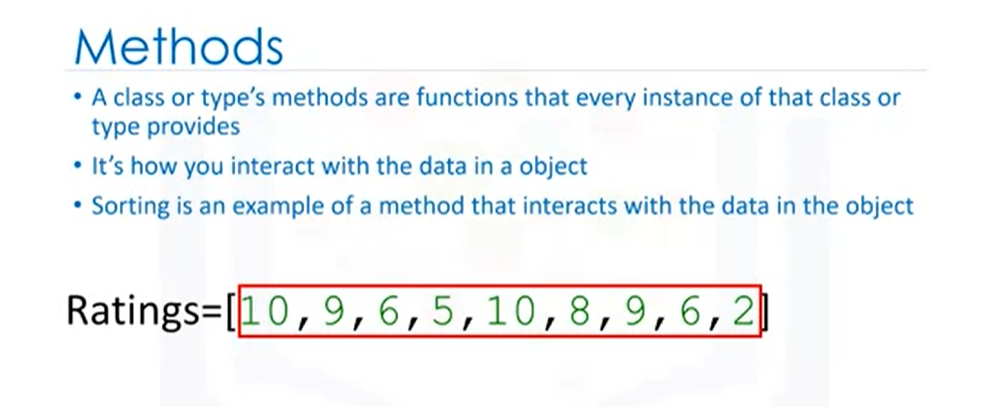 Methods
• A class or type's methods are functions that every instance of that class or
type provides
• It's how you interact with the data in a object
• Sorting is an example of a method that interacts with the data in the object
Ratings=[10,9,6,5,10,8,9,6,2]